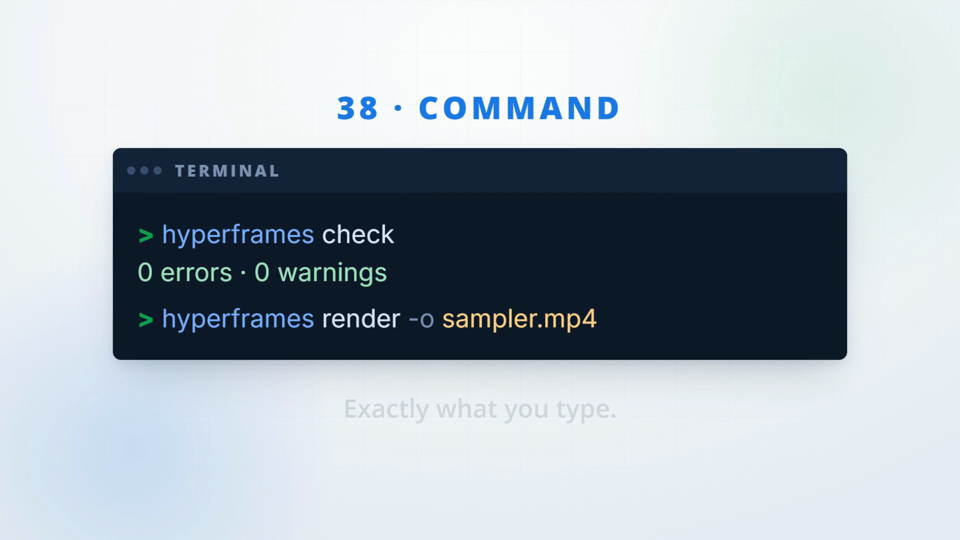 38 · COMMAND
TERMINAL
> hyperframes check
0 errors · 0 warnings
> hyperframes render -o sampler.mp4
Exactly what you type.